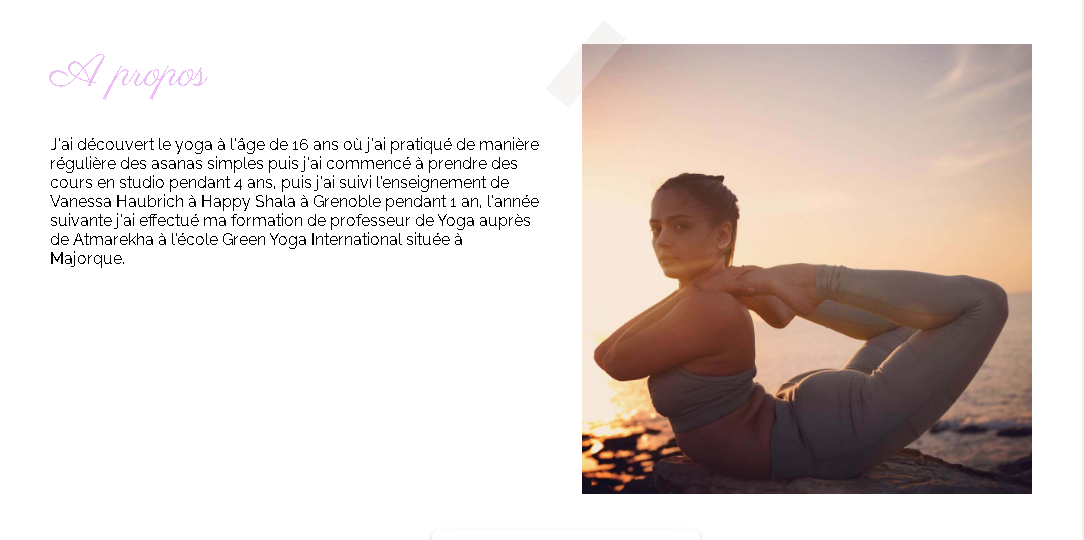 A propos
J'ai découvert le yoga à l'âge de 16 ans où j'ai pratiqué de manière
régulière des asanas simples puis j'ai commencé à prendre des
cours en studio pendant 4 ans, puis j'ai suivi l'enseignement de
Vanessa Haubrich à Happy Shala à Grenoble pendant 1 an, l'année
suivante j'ai effectué ma formation de professeur de Yoga auprès
de Atmarekha à l'école Green Yoga International située à
Majorque.